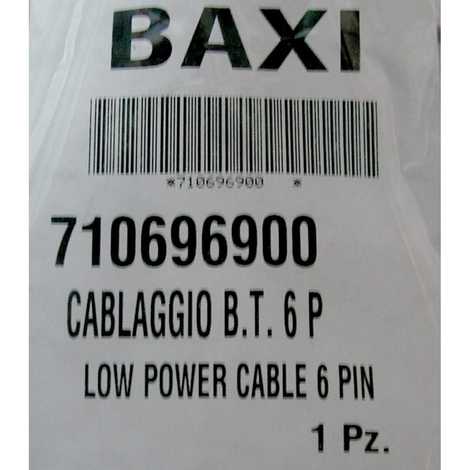 BAXI
*710696900 *
710696900
CABLAGGIO B.T. 6 P
LOW POWER CABLE 6 PIN
1 Pz.